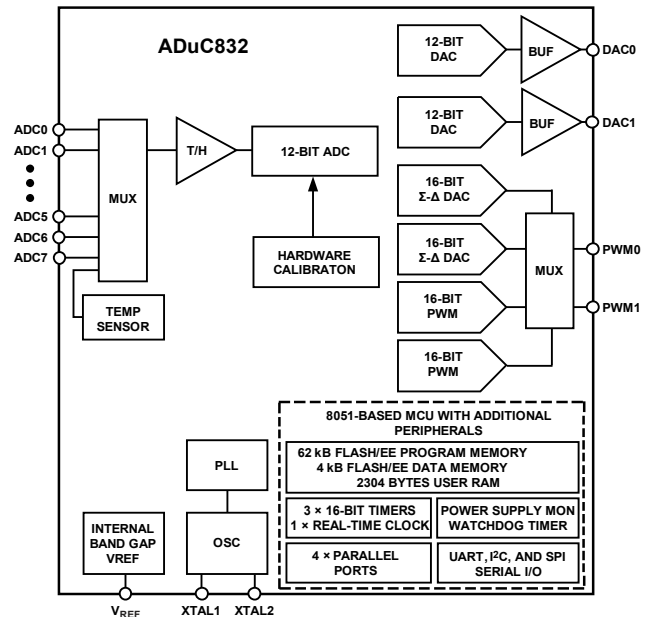 ADuC832
12-BIT
DAC
BUF
DAC0
12-BIT
DAC
BUF
DAC1
ADC0
ADC1
ADC5
ADC6
ADC7
MUX
T/H
12-BIT ADC
HARDWARE
CALIBRATON
TEMP
SENSOR
16-BIT
Σ-Δ DAC
16-BIT
Σ-Δ DAC
16-BIT
PWM
16-BIT
PWM
MUX
PWM0
PWM1
8051-BASED MCU WITH ADDITIONAL
PERIPHERALS
62 kB FLASH/EE PROGRAM MEMORY
4 kB FLASH/EE DATA MEMORY
2304 BYTES USER RAM
3 × 16-BIT TIMERS
1 × REAL-TIME CLOCK
POWER SUPPLY MON
WATCHDOG TIMER
4 × PARALLEL
PORTS
UART, I²C, AND SPI
SERIAL I/O
PLL
OSC
INTERNAL
BAND GAP
VREF
VREF
XTAL1
XTAL2